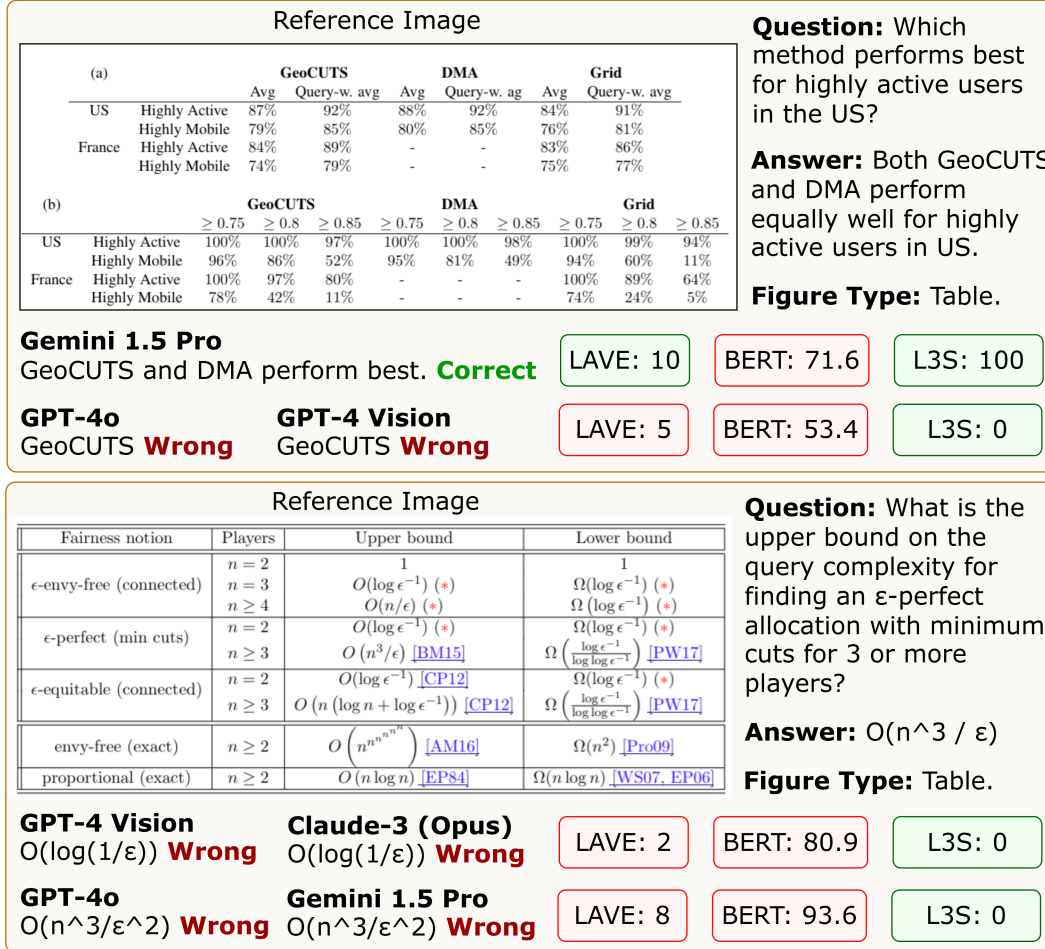 Reference Image
(a) GeoCUTS DMA Grid
Avg Query-w. avg Avg Query-w. ag Avg Query-w. avg
US Highly Active 87% 92% 88% 92% 84% 91%
Highly Mobile 79% 85% 80% 85% 76% 81%
France Highly Active 84% 89% - - 83% 86%
Highly Mobile 74% 79% - - 75% 77%
(b) GeoCUTS DMA Grid
≥ 0.75 ≥ 0.8 ≥ 0.85 ≥ 0.75 ≥ 0.8 ≥ 0.85 ≥ 0.75 ≥ 0.8 ≥ 0.85
US Highly Active 100% 100% 97% 100% 100% 98% 100% 99% 94%
Highly Mobile 96% 86% 52% 95% 81% 49% 94% 60% 11%
France Highly Active 100% 97% 80% - - - 100% 89% 64%
Highly Mobile 78% 42% 11% - - - 74% 24% 5%
Question: Which
method performs best
for highly active users
in the US?
Answer: Both GeoCUTS
and DMA perform
equally well for highly
active users in US.
Figure Type: Table.
Gemini 1.5 Pro
GeoCUTS and DMA perform best. Correct
LAVE: 10 BERT: 71.6 L3S: 100
GPT-4o GPT-4 Vision
GeoCUTS Wrong GeoCUTS Wrong
LAVE: 5 BERT: 53.4 L3S: 0
Reference Image
Fairness notion Players Upper bound Lower bound
ϵ-envy-free (connected) n = 2 1 1
n = 3 O(log ϵ^−1) (*) Ω(log ϵ^−1) (*)
n ≥ 4 O(n/ϵ) (*) Ω (log ϵ^−1) (*)
ϵ-perfect (min cuts) n = 2 O(log ϵ^−1) (*) Ω(log ϵ^−1) (*)
n ≥ 3 O (n^3/ϵ) [BM15] Ω (log ϵ^−1 / log log ϵ^−1) [PW17]
ϵ-equitable (connected) n = 2 O(log ϵ^−1) [CP12] Ω(log ϵ^−1) (*)
n ≥ 3 O (n (log n + log ϵ^−1)) [CP12] Ω (log ϵ^−1 / log log ϵ^−1) [PW17]
envy-free (exact) n ≥ 2 O (n^n^n^n^n^n) [AM16] Ω(n^2) [Pro09]
proportional (exact) n ≥ 2 O (n log n) [EP84] Ω(n log n) [WS07, EP06]
Question: What is the
upper bound on the
query complexity for
finding an ε-perfect
allocation with minimum
cuts for 3 or more
players?
Answer: O(n^3 / ε)
Figure Type: Table.
GPT-4 Vision Claude-3 (Opus)
O(log(1/ε)) Wrong O(log(1/ε)) Wrong
LAVE: 2 BERT: 80.9 L3S: 0
GPT-4o Gemini 1.5 Pro
O(n^3/ε^2) Wrong O(n^3/ε^2) Wrong
LAVE: 8 BERT: 93.6 L3S: 0